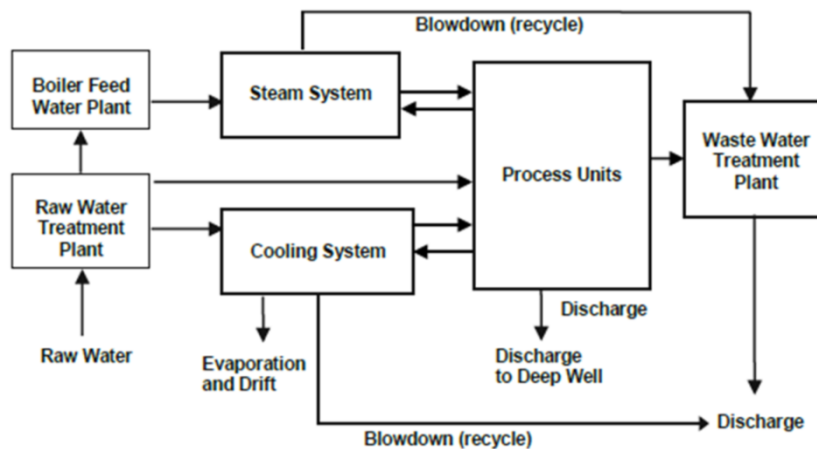 Blowdown (recycle)
Boiler Feed
Water Plant
Steam System
Waste Water
Treatment
Plant
Process Units
Raw Water
Treatment
Plant
Cooling System
Discharge
Raw Water
Evaporation
and Drift
Discharge
to Deep Well
Discharge
Blowdown (recycle)